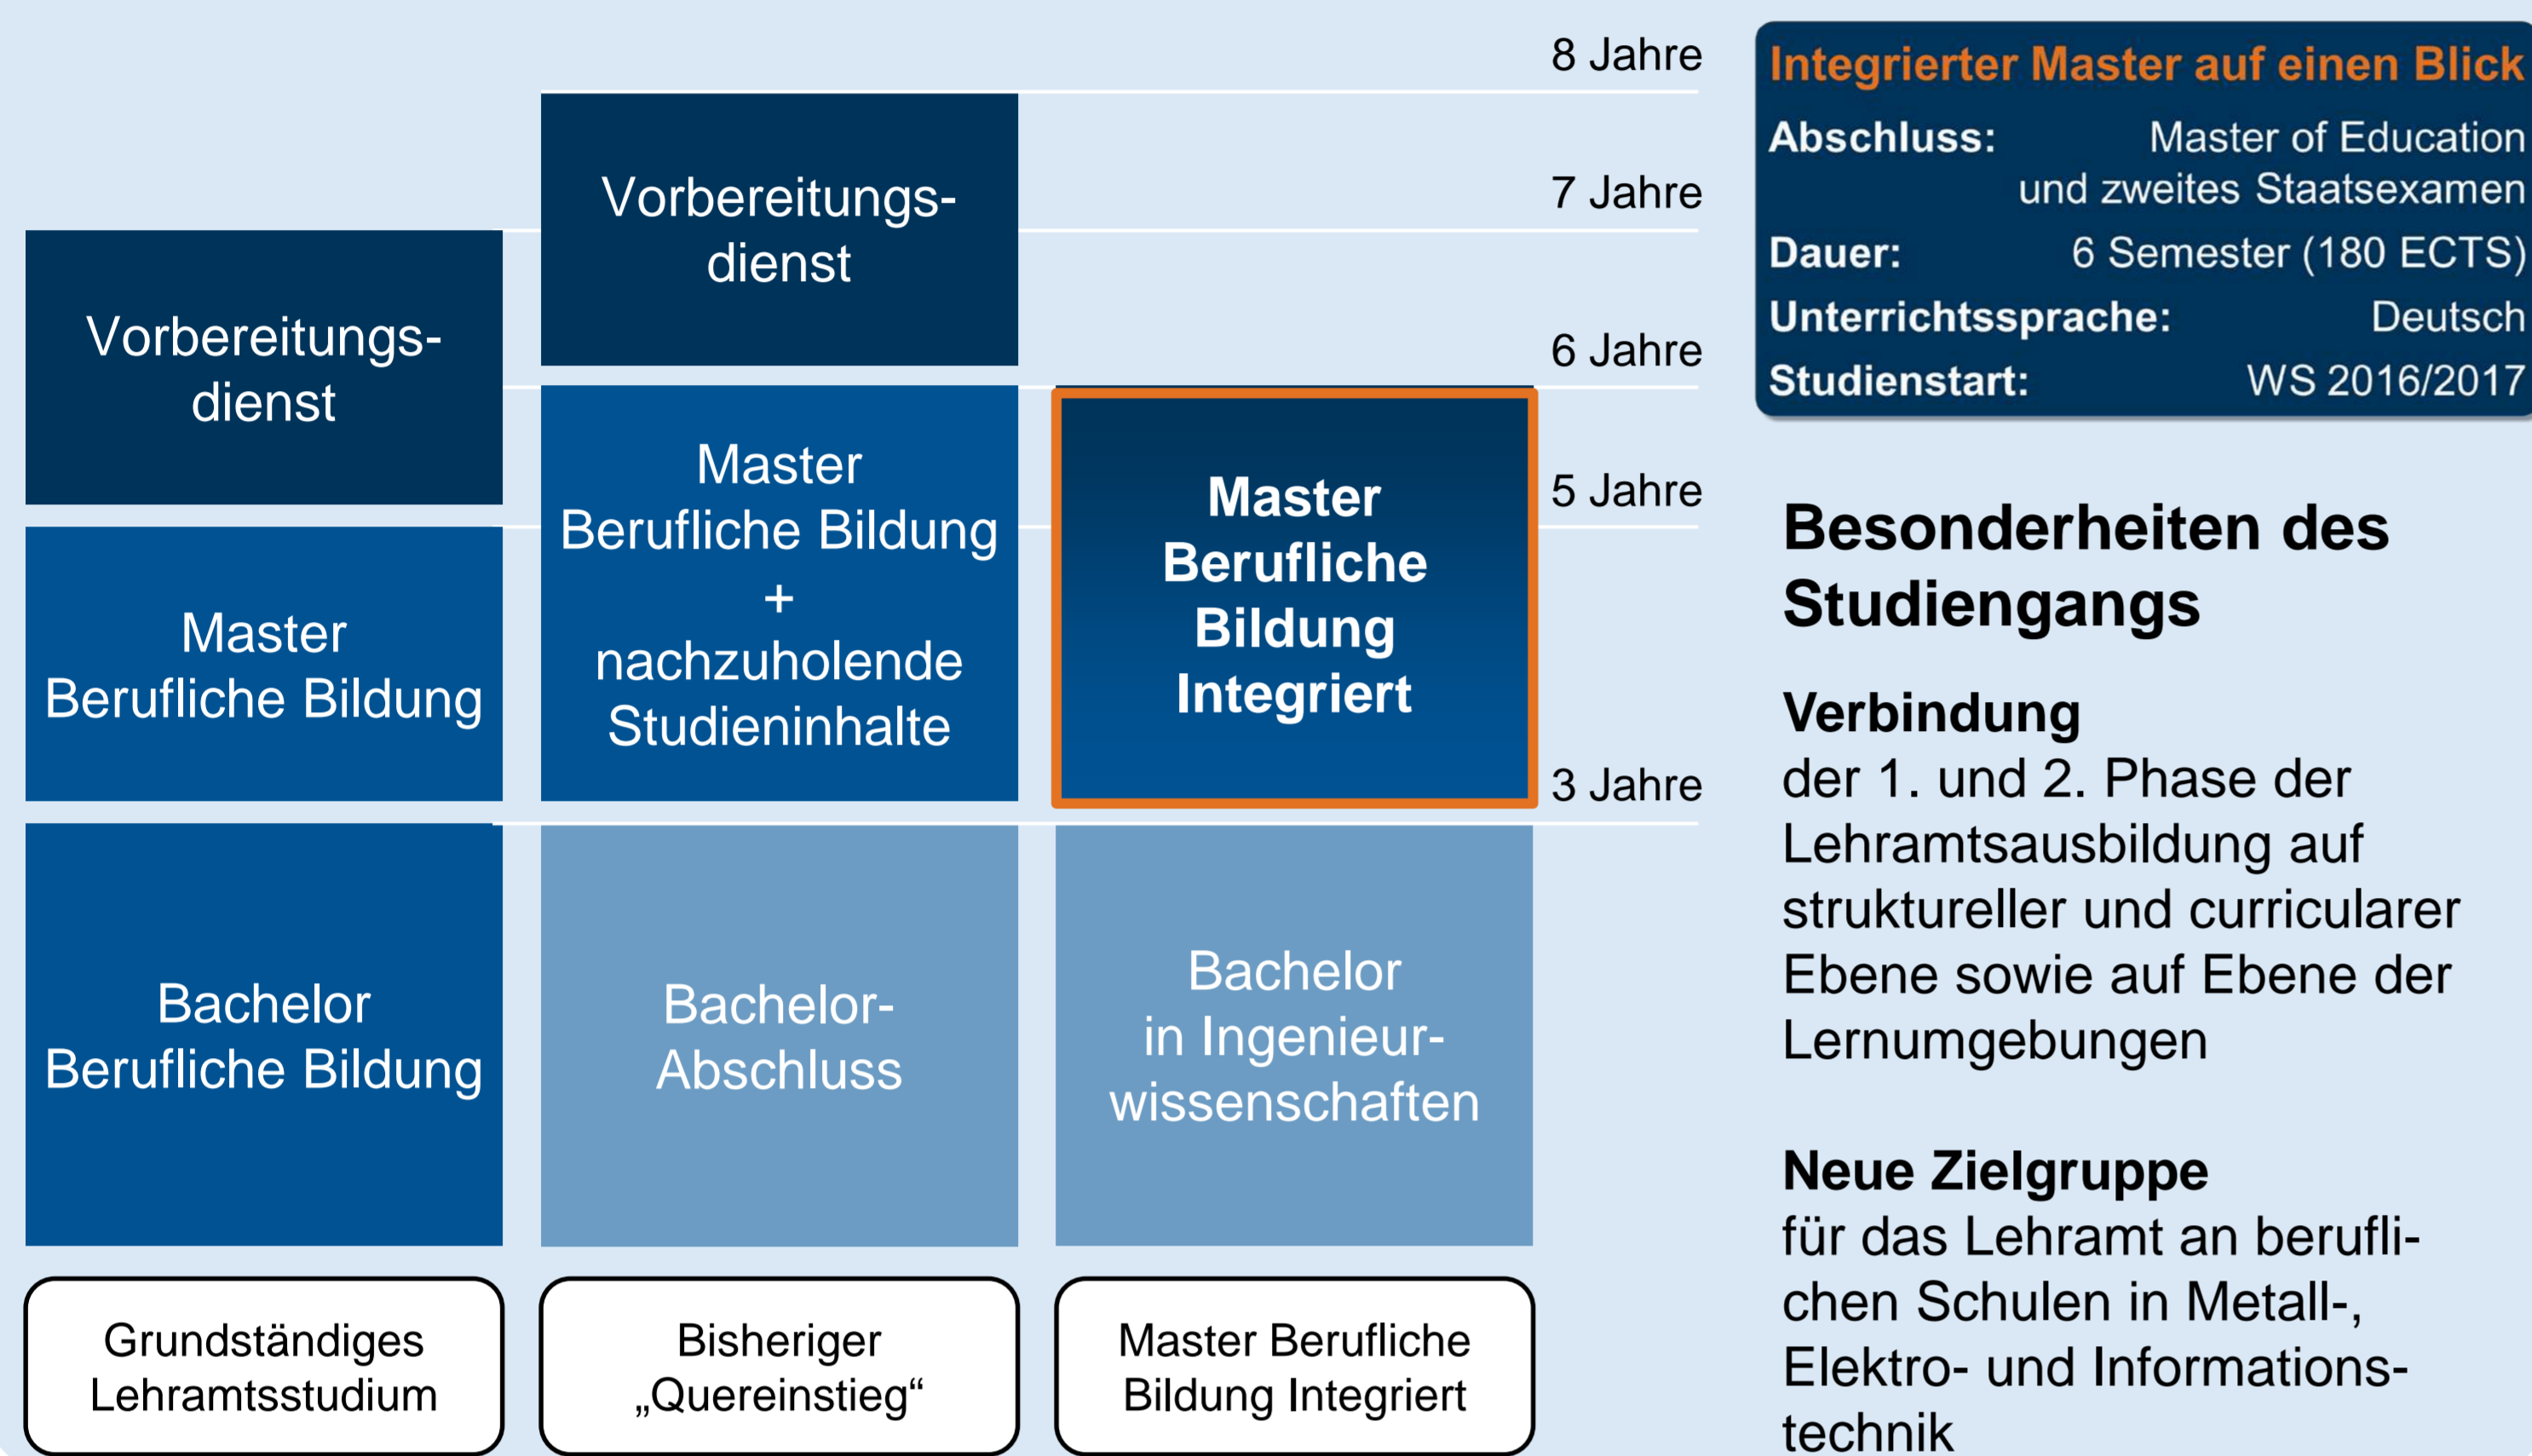 8 Jahre
7 Jahre
6 Jahre
5 Jahre
3 Jahre
Vorbereitungs-
dienst
Master
Berufliche Bildung
Bachelor
Berufliche Bildung
Grundständiges
Lehramtsstudium
Vorbereitungs-
dienst
Master
Berufliche Bildung
+
nachzuholende
Studieninhalte
Bachelor-
Abschluss
Bisheriger
„Quereinstieg“
Master
Berufliche
Bildung
Integriert
Bachelor
in Ingenieur-
wissenschaften
Master Berufliche
Bildung Integriert
Integrierter Master auf einen Blick
Abschluss: Master of Education
und zweites Staatsexamen
Dauer: 6 Semester (180 ECTS)
Unterrichtssprache: Deutsch
Studienstart: WS 2016/2017
Besonderheiten des
Studiengangs
Verbindung
der 1. und 2. Phase der
Lehramtsausbildung auf
struktureller und curricularer
Ebene sowie auf Ebene der
Lernumgebungen
Neue Zielgruppe
für das Lehramt an berufli-
chen Schulen in Metall-,
Elektro- und Informations-
technik